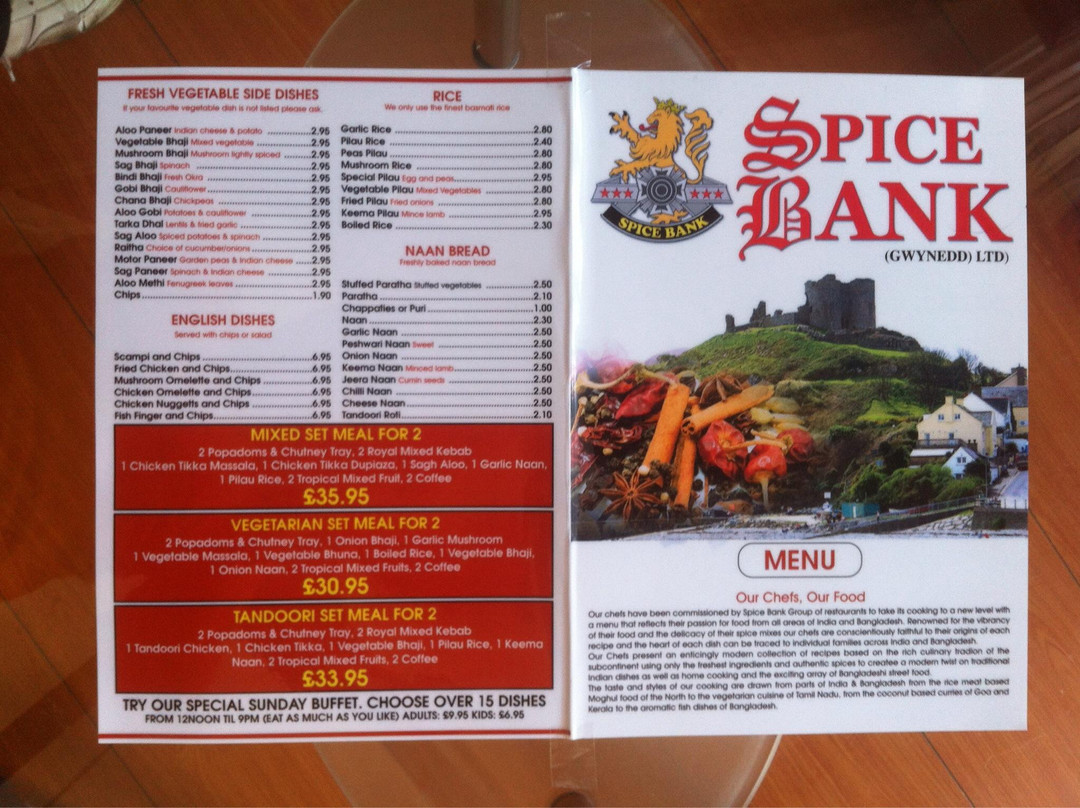 FRESH VEGETABLE SIDE DISHES
If your favourite vegetable dish is not listed please ask.
Aloo Paneer Indian cheese & potato ..................2.95
Vegetable Bhaji Mixed vegetable ..................2.95
Mushroom Bhaji Mushroom lightly spiced ..................2.95
Sag Bhaji Spinach ..................2.95
Bindi Bhaji Fresh Okra ..................2.95
Gobi Bhaji Cauliflower ..................2.95
Chana Bhaji Chickpeas ..................2.95
Aloo Gobi Potatoes & cauliflower ..................2.95
Tarka Dhal Lentils & fried garlic ..................2.95
Sag Aloo Spiced potatoes & spinach ..................2.95
Raitha Choice of cucumber/onions ..................2.95
Motor Paneer Garden peas & Indian cheese ......2.95
Sag Paneer Spinach & Indian cheese ..................2.95
Aloo Methi Fenugreek leaves ..................2.95
Chips ..................1.90
ENGLISH DISHES
Served with chips or salad
Scampi and Chips ..................6.95
Fried Chicken and Chips ..................6.95
Mushroom Omelette and Chips ..................6.95
Chicken Omelette and Chips ..................6.95
Chicken Nuggetts and Chips ..................6.95
Fish Finger and Chips ..................6.95
RICE
We only use the finest basmati rice
Garlic Rice ..................2.80
Pilau Rice ..................2.40
Peas Pilau ..................2.80
Mushroom Rice ..................2.80
Special Pilau Egg and peas ..................2.95
Vegetable Pilau Mixed Vegetables ..................2.80
Fried Pilau Fried onions ..................2.80
Keema Pilau Mince lamb ..................2.95
Boiled Rice ..................2.30
NAAN BREAD
Freshly baked naan bread
Stuffed Paratha Stuffed vegetables ..................2.50
Paratha ..................2.10
Chappaties or Puri ..................1.00
Naan ..................2.30
Garlic Naan ..................2.50
Peshwari Naan Sweet ..................2.50
Onion Naan ..................2.50
Keema Naan Minced lamb ..................2.50
Jeera Naan Cumin seeds ..................2.50
Chilli Naan ..................2.50
Cheese Naan ..................2.50
Tandoori Roti ..................2.10
MIXED SET MEAL FOR 2
2 Popadoms & Chutney Tray, 2 Royal Mixed Kebab
1 Chicken Tikka Massala, 1 Chicken Tikka Dupiaza, 1 Sagh Aloo, 1 Garlic Naan,
1 Pilau Rice, 2 Tropical Mixed Fruit, 2 Coffee
£35.95
VEGETARIAN SET MEAL FOR 2
2 Popadoms & Chutney Tray, 1 Onion Bhaji, 1 Garlic Mushroom
1 Vegetable Massala, 1 Vegetable Bhuna, 1 Boiled Rice, 1 Vegetable Bhaji,
1 Onion Naan, 2 Tropical Mixed Fruits, 2 Coffee
£30.95
TANDOORI SET MEAL FOR 2
2 Popadoms & Chutney Tray, 2 Royal Mixed Kebab
1 Tandoori Chicken, 1 Chicken Tikka, 1 Vegetable Bhaji, 1 Pilau Rice, 1 Keema
Naan, 2 Tropical Mixed Fruits, 2 Coffee
£33.95
TRY OUR SPECIAL SUNDAY BUFFET. CHOOSE OVER 15 DISHES
FROM 12NOON TIL 9PM (EAT AS MUCH AS YOU LIKE) ADULTS: £9.95 KIDS: £6.95
SPICE BANK
SPICE
BANK
(GWYNEDD) LTD)
MENU
Our Chefs, Our Food
Our chefs have been commissioned by Spice Bank Group of restaurants to take its cooking to a new level with
a menu that reflects their passion for food from all areas of India and Bangladesh. Renowned for the vibrancy
of their food and the delicacy of their spice mixes our chefs are conscientiously faithful to their origins of each
recipe and the heart of each dish can be traced to individual families across India and Bangladesh.
Our Chefs present an enticingly modern collection of recipes based on the rich culinary tradion of the
subcontinent using only the freshest ingredients and authentic spices to createe a modern twist on traditional
Indian dishes as well as home cooking and the exciting array of Bangladeshi street food.
The taste and styles of our cooking are drawn from parts of India & Bangladesh from the rice meat based
Moghul food of the North to the vegetarian cuisine of Tamil Nadu, from the coconut based curries of Goa and
Kerala to the aromatic fish dishes of Bangladesh.